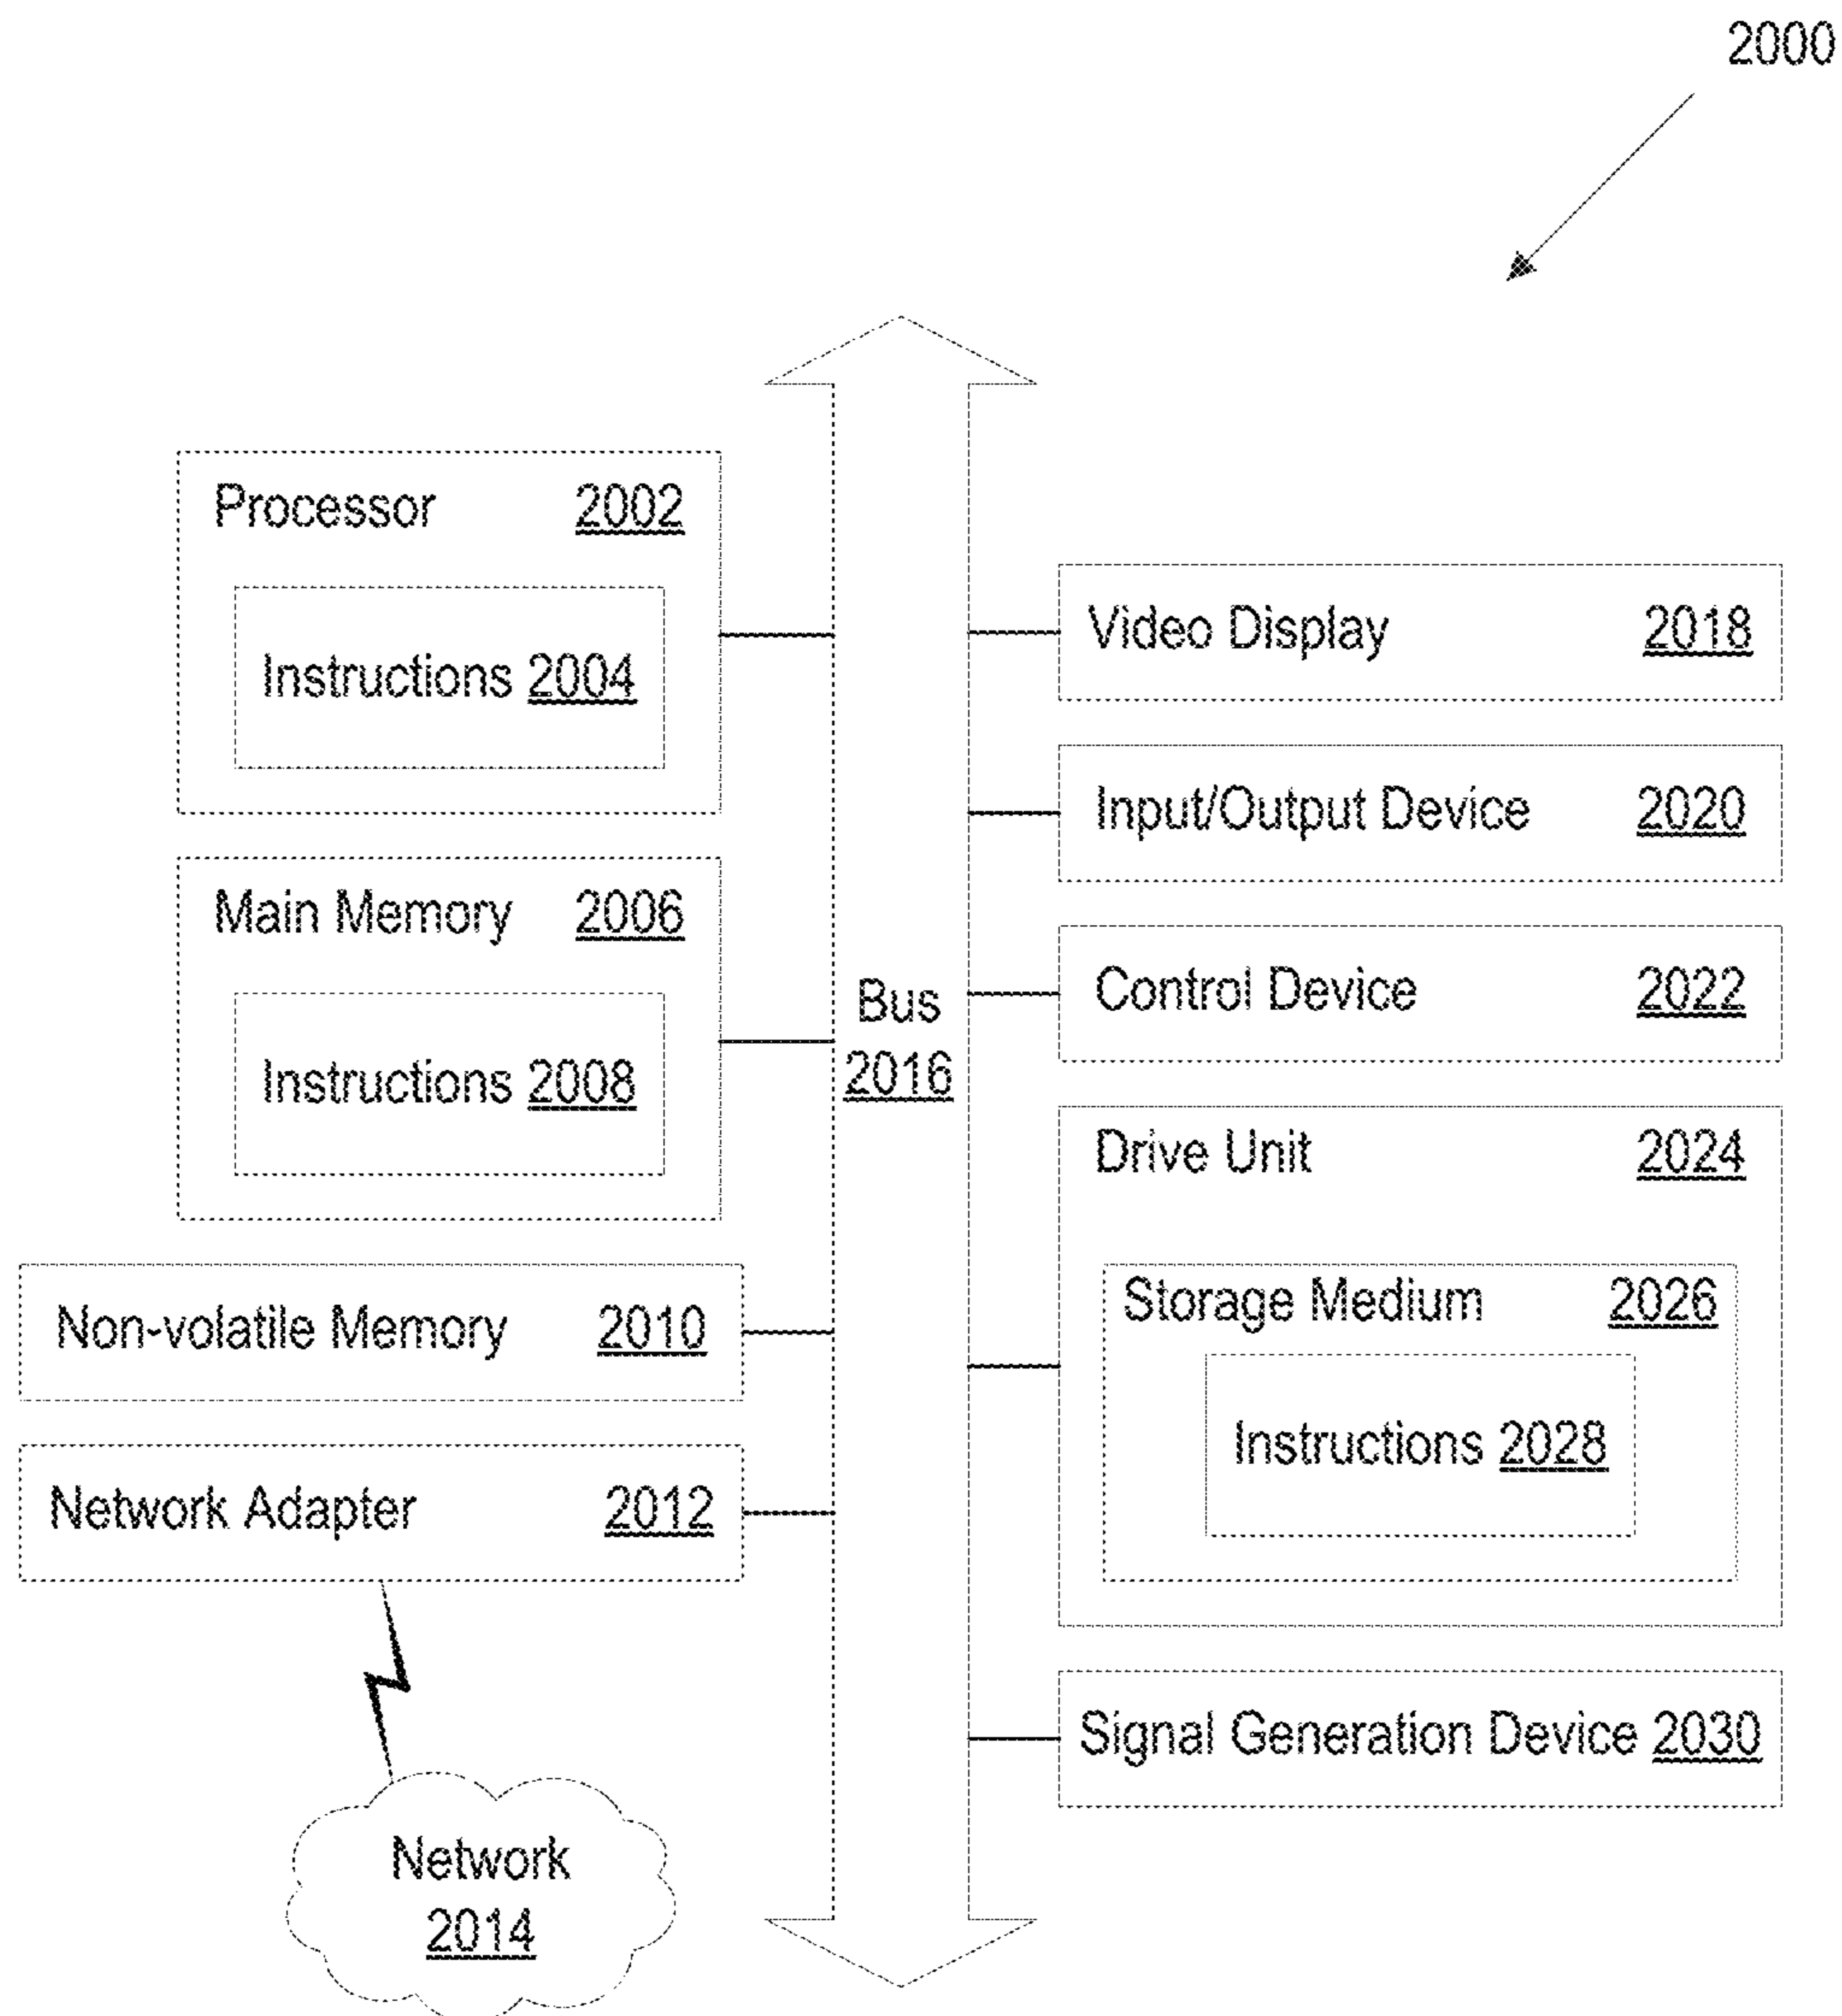 2000
Processor 2002
Instructions 2004
Main Memory 2006
Instructions 2008
Non-volatile Memory 2010
Network Adapter 2012
Network
2014
Bus
2016
Video Display 2018
Input/Output Device 2020
Control Device 2022
Drive Unit 2024
Storage Medium 2026
Instructions 2028
Signal Generation Device 2030